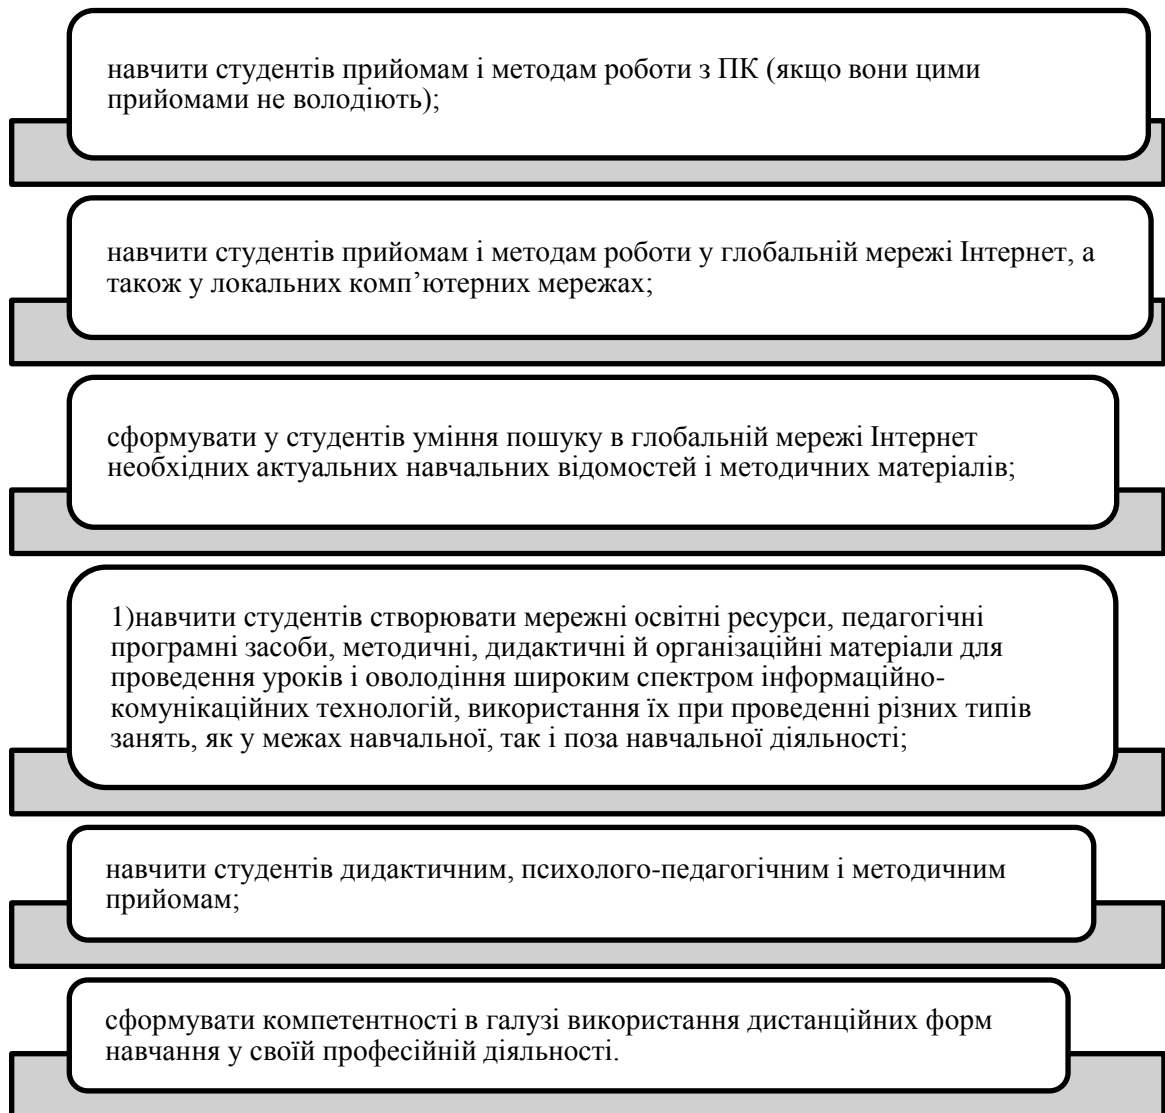 навчити студентів прийомам і методам роботи з ПК (якщо вони цими
прийомами не володіють);
навчити студентів прийомам і методам роботи у глобальній мережі Інтернет, а
також у локальних комп’ютерних мережах;
сформувати у студентів уміння пошуку в глобальній мережі Інтернет
необхідних актуальних навчальних відомостей і методичних матеріалів;
1)навчити студентів створювати мережні освітні ресурси, педагогічні
програмні засоби, методичні, дидактичні й організаційні матеріали для
проведення уроків і оволодіння широким спектром інформаційно-
комунікаційних технологій, використання їх при проведенні різних типів
занять, як у межах навчальної, так і поза навчальної діяльності;
навчити студентів дидактичним, психолого-педагогічним і методичним
прийомам;
сформувати компетентності в галузі використання дистанційних форм
навчання у своїй професійній діяльності.